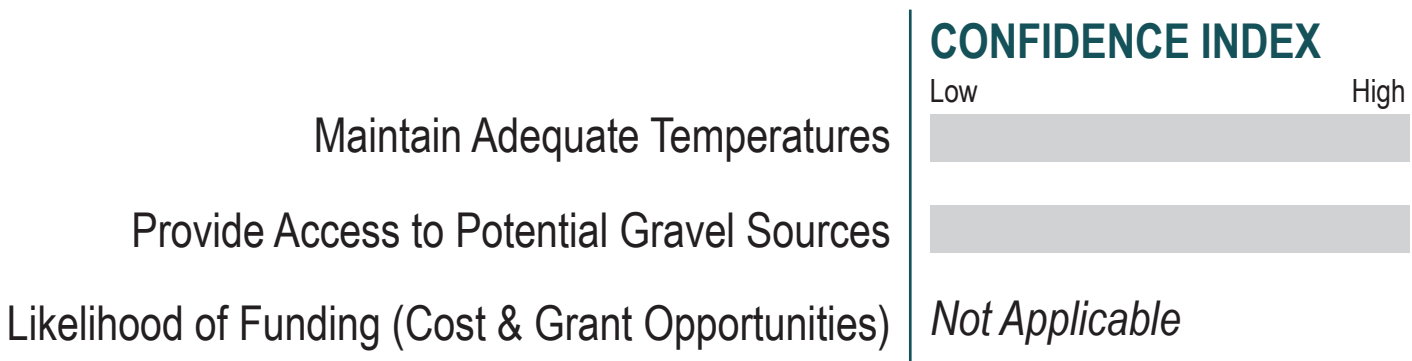 CONFIDENCE INDEX
Low High
Maintain Adequate Temperatures
Provide Access to Potential Gravel Sources
Likelihood of Funding (Cost & Grant Opportunities) Not Applicable